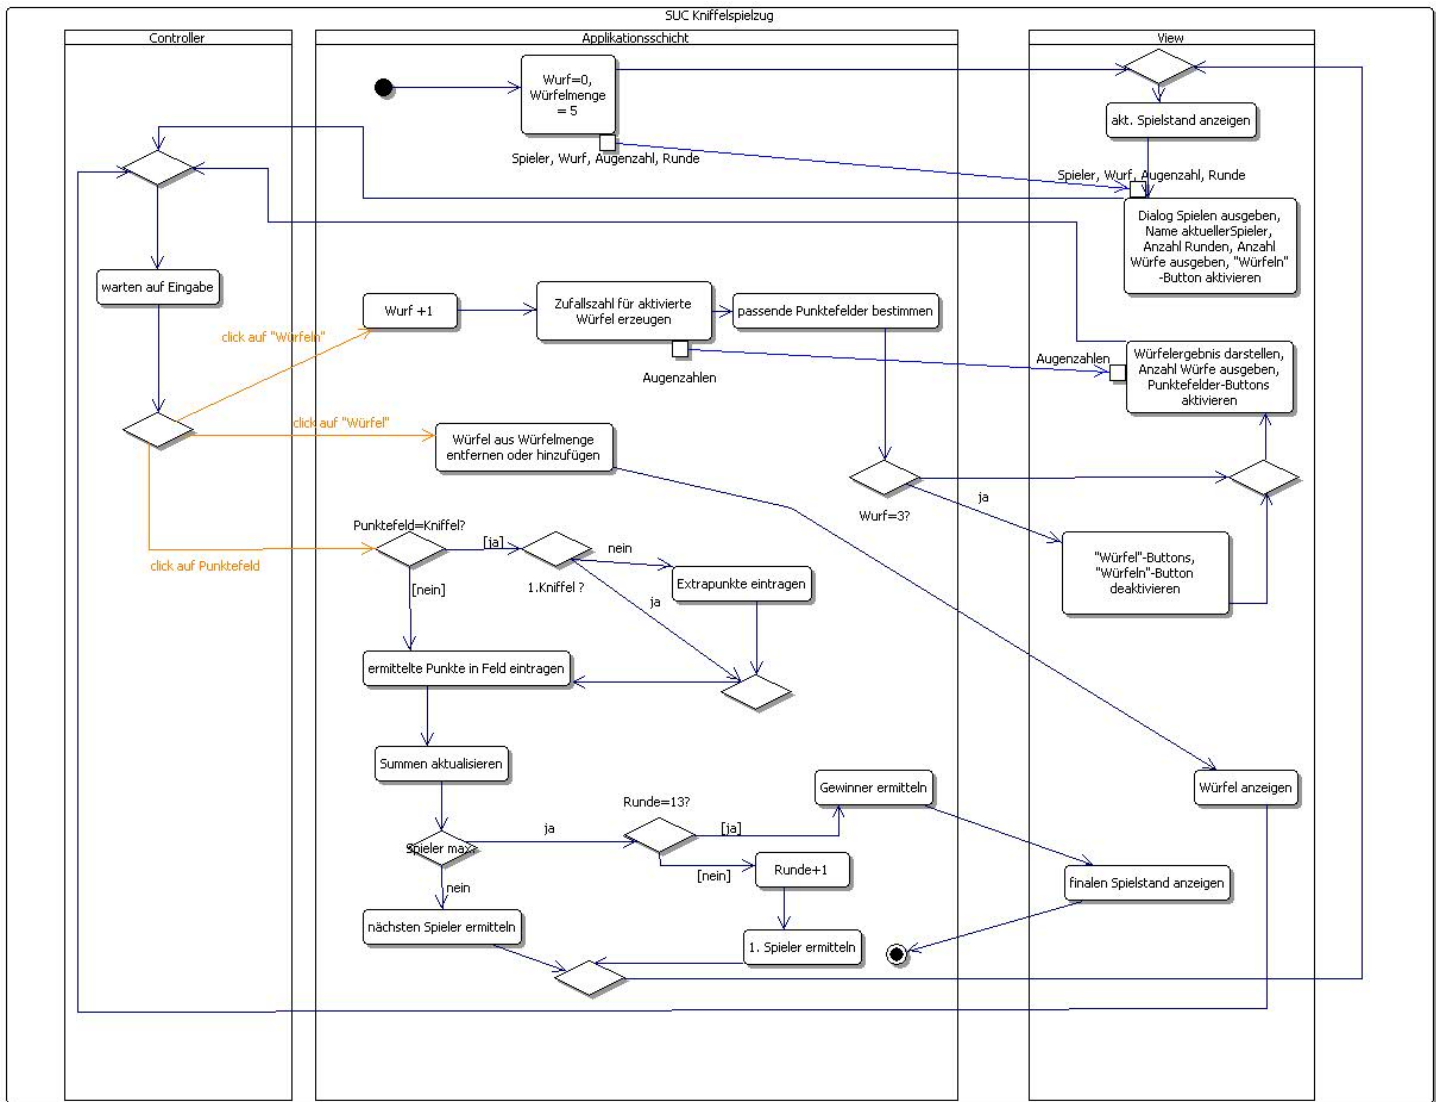 SUC Kniffelspielzug
Controller
Applikationsschicht
View
Wurf=0,
Würfelmenge
= 5
akt. Spielstand anzeigen
Spieler, Wurf, Augenzahl, Runde
Spieler, Wurf, Augenzahl, Runde
Dialog Spielen ausgeben,
Name aktuellerSpieler,
Anzahl Runden, Anzahl
Würfe ausgeben, "Würfeln"
-Button aktivieren
warten auf Eingabe
click auf "Würfeln"
Wurf +1
Zufallszahl für aktivierte
Würfel erzeugen
passende Punktefelder bestimmen
Augenzahlen
Augenzahlen
Würfelergebnis darstellen,
Anzahl Würfe ausgeben,
Punktefelder-Buttons
aktivieren
click auf "Würfel"
Würfel aus Würfelmenge
entfernen oder hinzufügen
Wurf=3?
ja
"Würfel"-Buttons,
"Würfeln"-Button
deaktivieren
click auf Punktefeld
Punktefeld=Kniffel?
[ja]
[nein]
1.Kniffel ?
nein
ja
Extrapunkte eintragen
ermittelte Punkte in Feld eintragen
Summen aktualisieren
Spieler max.
ja
nein
Runde=13?
[ja]
[nein]
Gewinner ermitteln
Würfel anzeigen
Runde+1
finalen Spielstand anzeigen
nächsten Spieler ermitteln
1. Spieler ermitteln